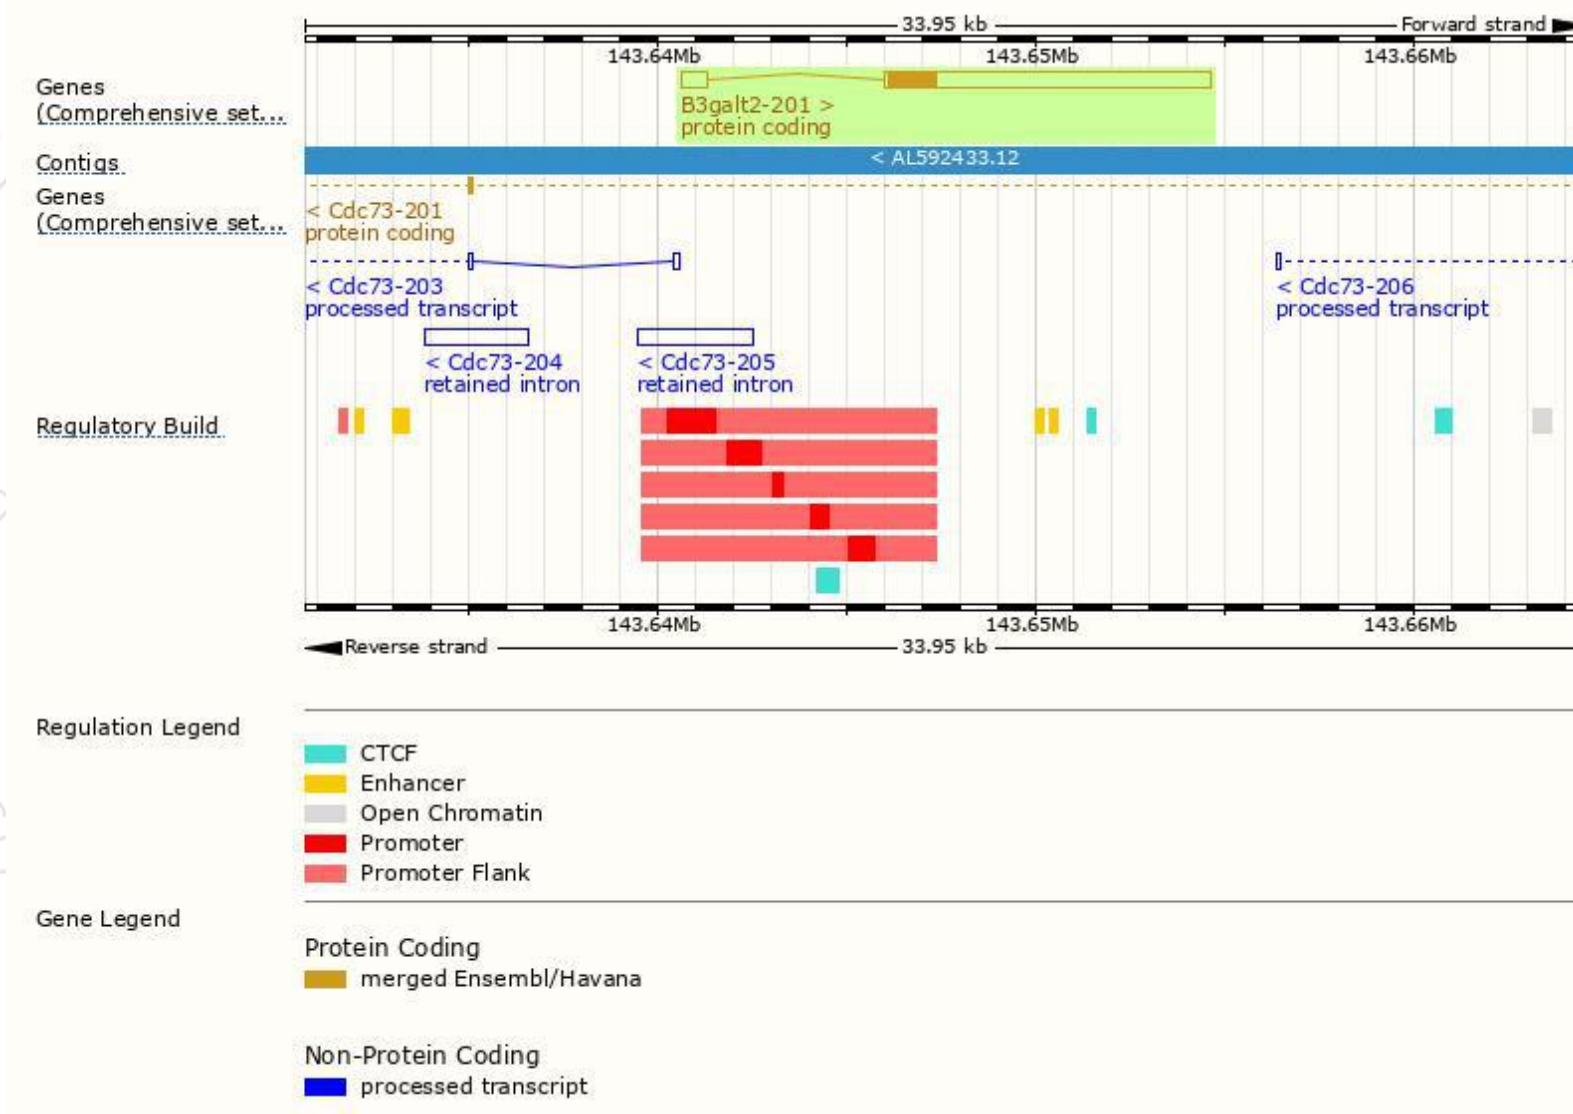 33.95 kb Forward strand
143.64Mb 143.65Mb 143.66Mb
Genes
(Comprehensive set...
B3galt2-201 >
protein coding
Contigs
< AL592433.12
Genes
(Comprehensive set...
< Cdc73-201
protein coding
< Cdc73-203
processed transcript
< Cdc73-206
processed transcript
< Cdc73-204
retained intron
< Cdc73-205
retained intron
Regulatory Build
143.64Mb 143.65Mb 143.66Mb
Reverse strand 33.95 kb
Regulation Legend
CTCF
Enhancer
Open Chromatin
Promoter
Promoter Flank
Gene Legend
Protein Coding
merged Ensembl/Havana
Non-Protein Coding
processed transcript